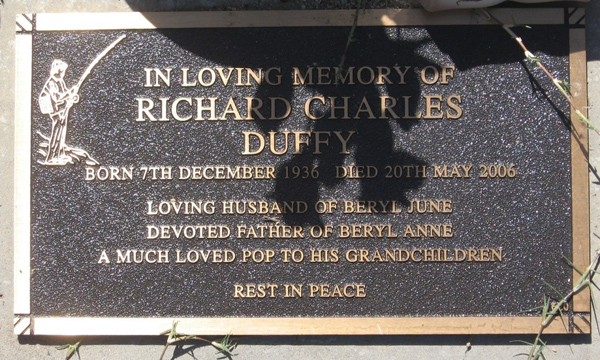 IN LOVING MEMORY OF
RICHARD CHARLES
DUFFY
BORN 7TH DECEMBER 1936 DIED 20TH MAY 2006
LOVING HUSBAND OF BERYL JUNE
DEVOTED FATHER OF BERYL ANNE
A MUCH LOVED POP TO HIS GRANDCHILDREN
REST IN PEACE